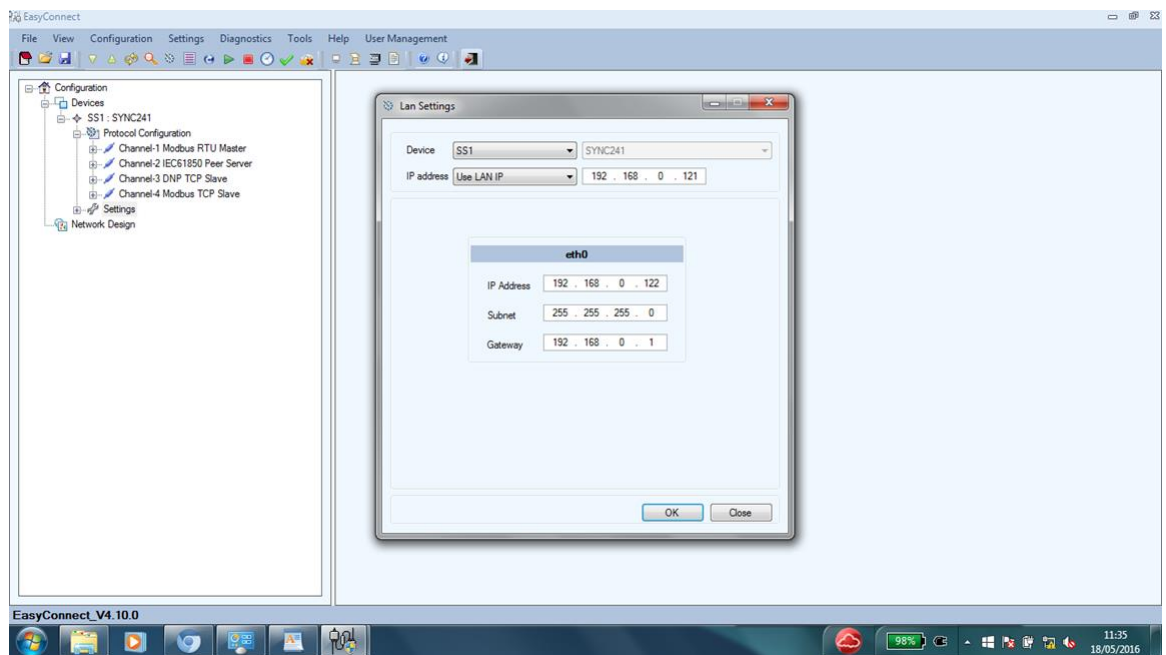 EasyConnect
File View Configuration Settings Diagnostics Tools Help User Management
Configuration
Devices
SS1 : SYNC241
Protocol Configuration
Channel-1 Modbus RTU Master
Channel-2 IEC61850 Peer Server
Channel-3 DNP TCP Slave
Channel-4 Modbus TCP Slave
Settings
Network Design
Lan Settings
Device SS1 SYNC241
IP address Use LAN IP 192 . 168 . 0 . 121
eth0
IP Address 192 . 168 . 0 . 122
Subnet 255 . 255 . 255 . 0
Gateway 192 . 168 . 0 . 1
OK Close
EasyConnect_V4.10.0
98% 11:35
18/05/2016